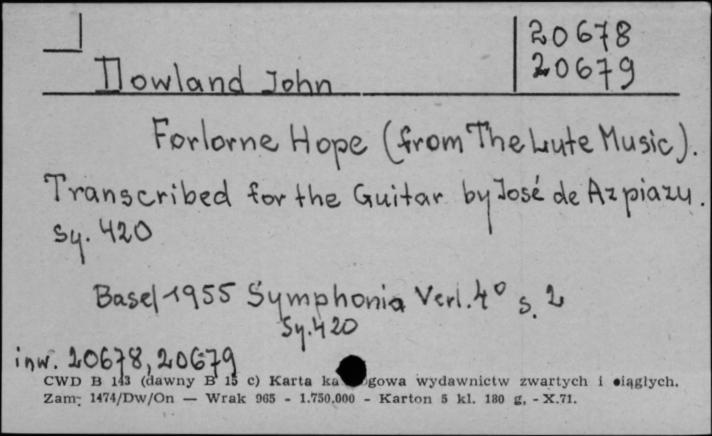 20678
20679
Dowland John
Forlorne Hope (from The Lute Music).
Transcribed for the Guitar by José de Azpiazu.
Sy. 420
Basel 1955 Symphonia Verl. 4° s. 2
Sy. 420
inw. 20678, 20679
CWD B 143 (dawny B 15 c) Karta ka ogowa wydawnictw zwartych i ciągłych.
Zam. 1474/Dw/On — Wrak 965 - 1.750.000 - Karton 5 kl. 180 g, - X.71.